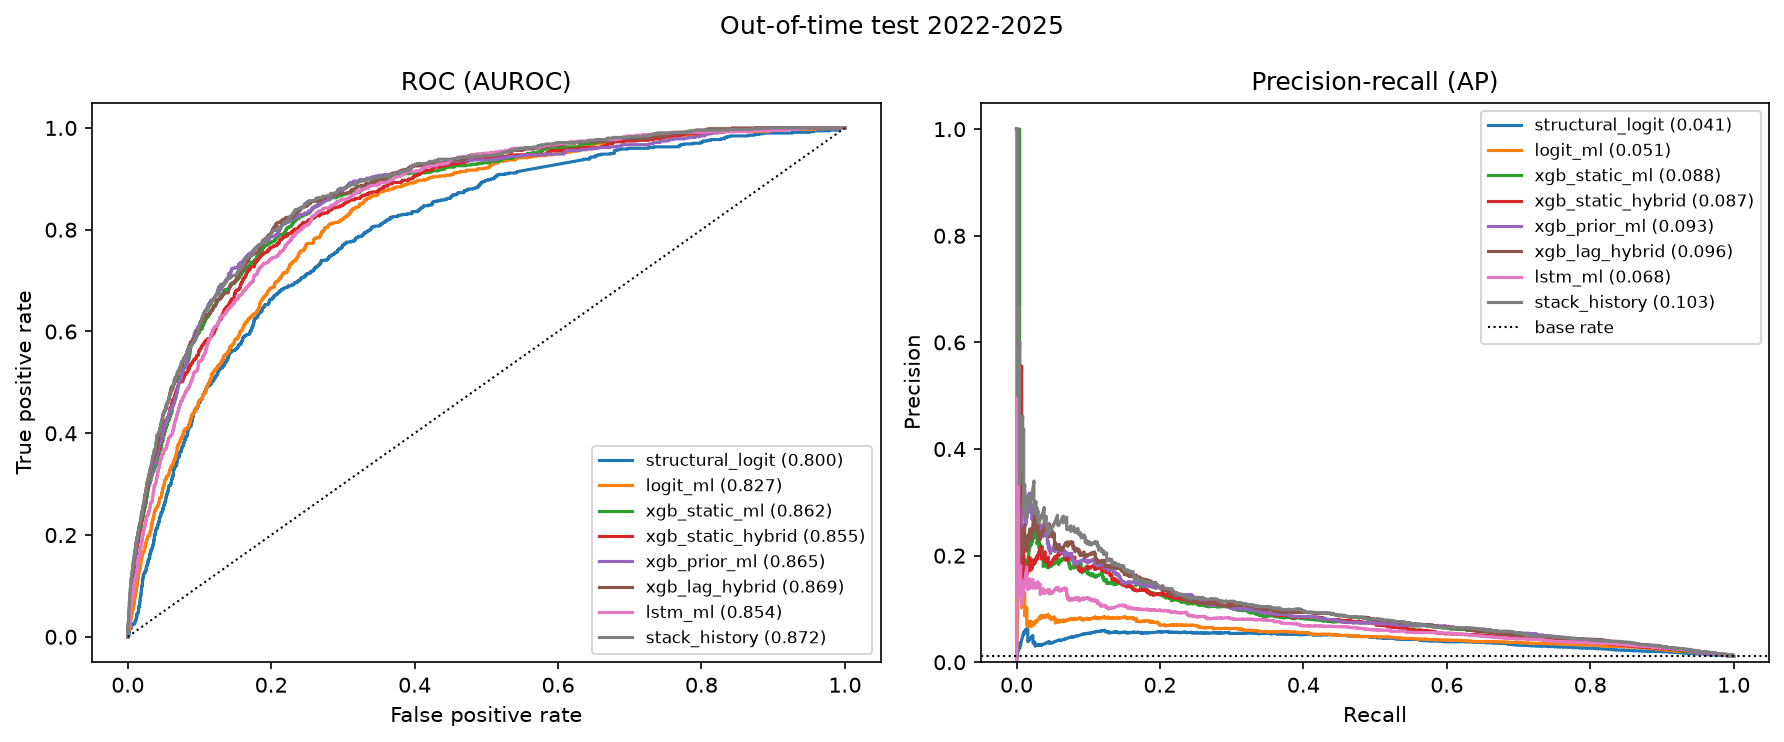 Out-of-time test 2022-2025
ROC (AUROC)
True positive rate
1.0
0.8
0.6
0.4
0.2
0.0
0.0 0.2 0.4 0.6 0.8 1.0
False positive rate
structural_logit (0.800)
logit_ml (0.827)
xgb_static_ml (0.862)
xgb_static_hybrid (0.855)
xgb_prior_ml (0.865)
xgb_lag_hybrid (0.869)
lstm_ml (0.854)
stack_history (0.872)
Precision-recall (AP)
Precision
1.0
0.8
0.6
0.4
0.2
0.0
0.0 0.2 0.4 0.6 0.8 1.0
Recall
structural_logit (0.041)
logit_ml (0.051)
xgb_static_ml (0.088)
xgb_static_hybrid (0.087)
xgb_prior_ml (0.093)
xgb_lag_hybrid (0.096)
lstm_ml (0.068)
stack_history (0.103)
base rate